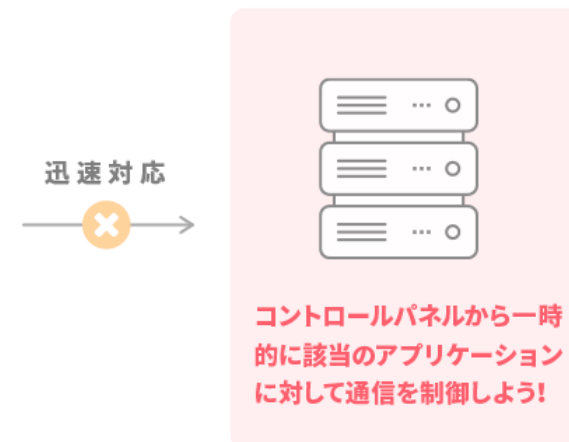 迅速対応
コントロールパネルから一時
的に該当のアプリケーション
に対して通信を制御しよう!